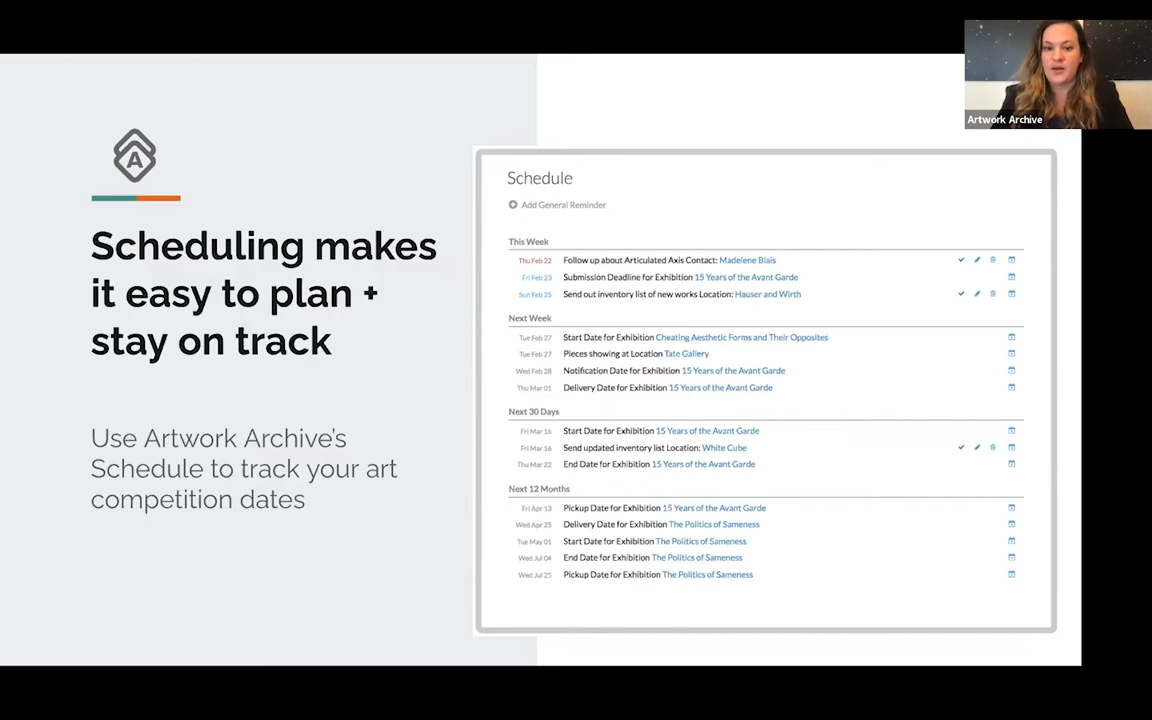 Artwork Archive
A
Scheduling makes
it easy to plan +
stay on track
Use Artwork Archive's
Schedule to track your art
competition dates
Schedule
Add General Reminder
This Week
Thu Feb 22 Follow up about Articulated Axis Contact: Madelene Blais
Fri Feb 23 Submission Deadline for Exhibition 15 Years of the Avant Garde
Sun Feb 25 Send out inventory list of new works Location: Hauser and Wirth
Next Week
Tue Feb 27 Start Date for Exhibition Cheating Aesthetic Forms and Their Opposites
Tue Feb 27 Pieces showing at Location Tate Gallery
Wed Feb 28 Notification Date for Exhibition 15 Years of the Avant Garde
Thu Mar 01 Delivery Date for Exhibition 15 Years of the Avant Garde
Next 30 Days
Fri Mar 16 Start Date for Exhibition 15 Years of the Avant Garde
Fri Mar 16 Send updated inventory list Location: White Cube
Thu Mar 22 End Date for Exhibition 15 Years of the Avant Garde
Next 12 Months
Fri Apr 13 Pickup Date for Exhibition 15 Years of the Avant Garde
Wed Apr 25 Delivery Date for Exhibition The Politics of Sameness
Tue May 01 Start Date for Exhibition The Politics of Sameness
Wed Jul 04 End Date for Exhibition The Politics of Sameness
Wed Jul 25 Pickup Date for Exhibition The Politics of Sameness